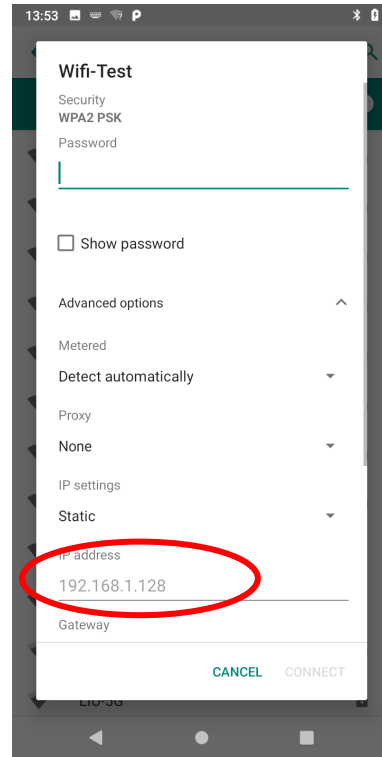 13:53
Wifi-Test
Security
WPA2 PSK
Password
Show password
Advanced options
Metered
Detect automatically
Proxy
None
IP settings
Static
IP address
192.168.1.128
Gateway
CANCEL CONNECT